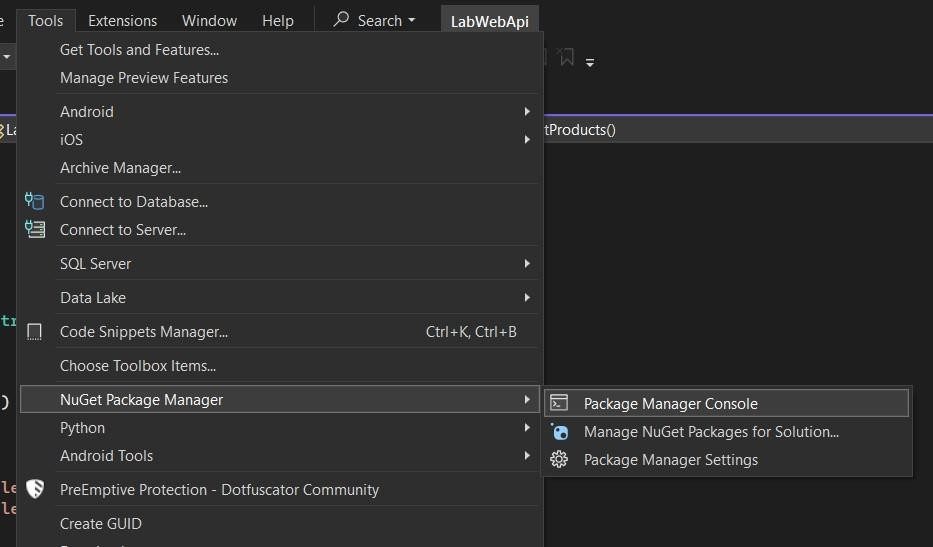 Tools Extensions Window Help Search LabWebApi
Get Tools and Features...
Manage Preview Features
tProducts()
Android
iOS
Archive Manager...
Connect to Database...
Connect to Server...
SQL Server
Data Lake
tr
Code Snippets Manager... Ctrl+K, Ctrl+B
Choose Toolbox Items...
NuGet Package Manager
)
Package Manager Console
Manage NuGet Packages for Solution...
Package Manager Settings
Python
Android Tools
le
PreEmptive Protection - Dotfuscator Community
le
Create GUID